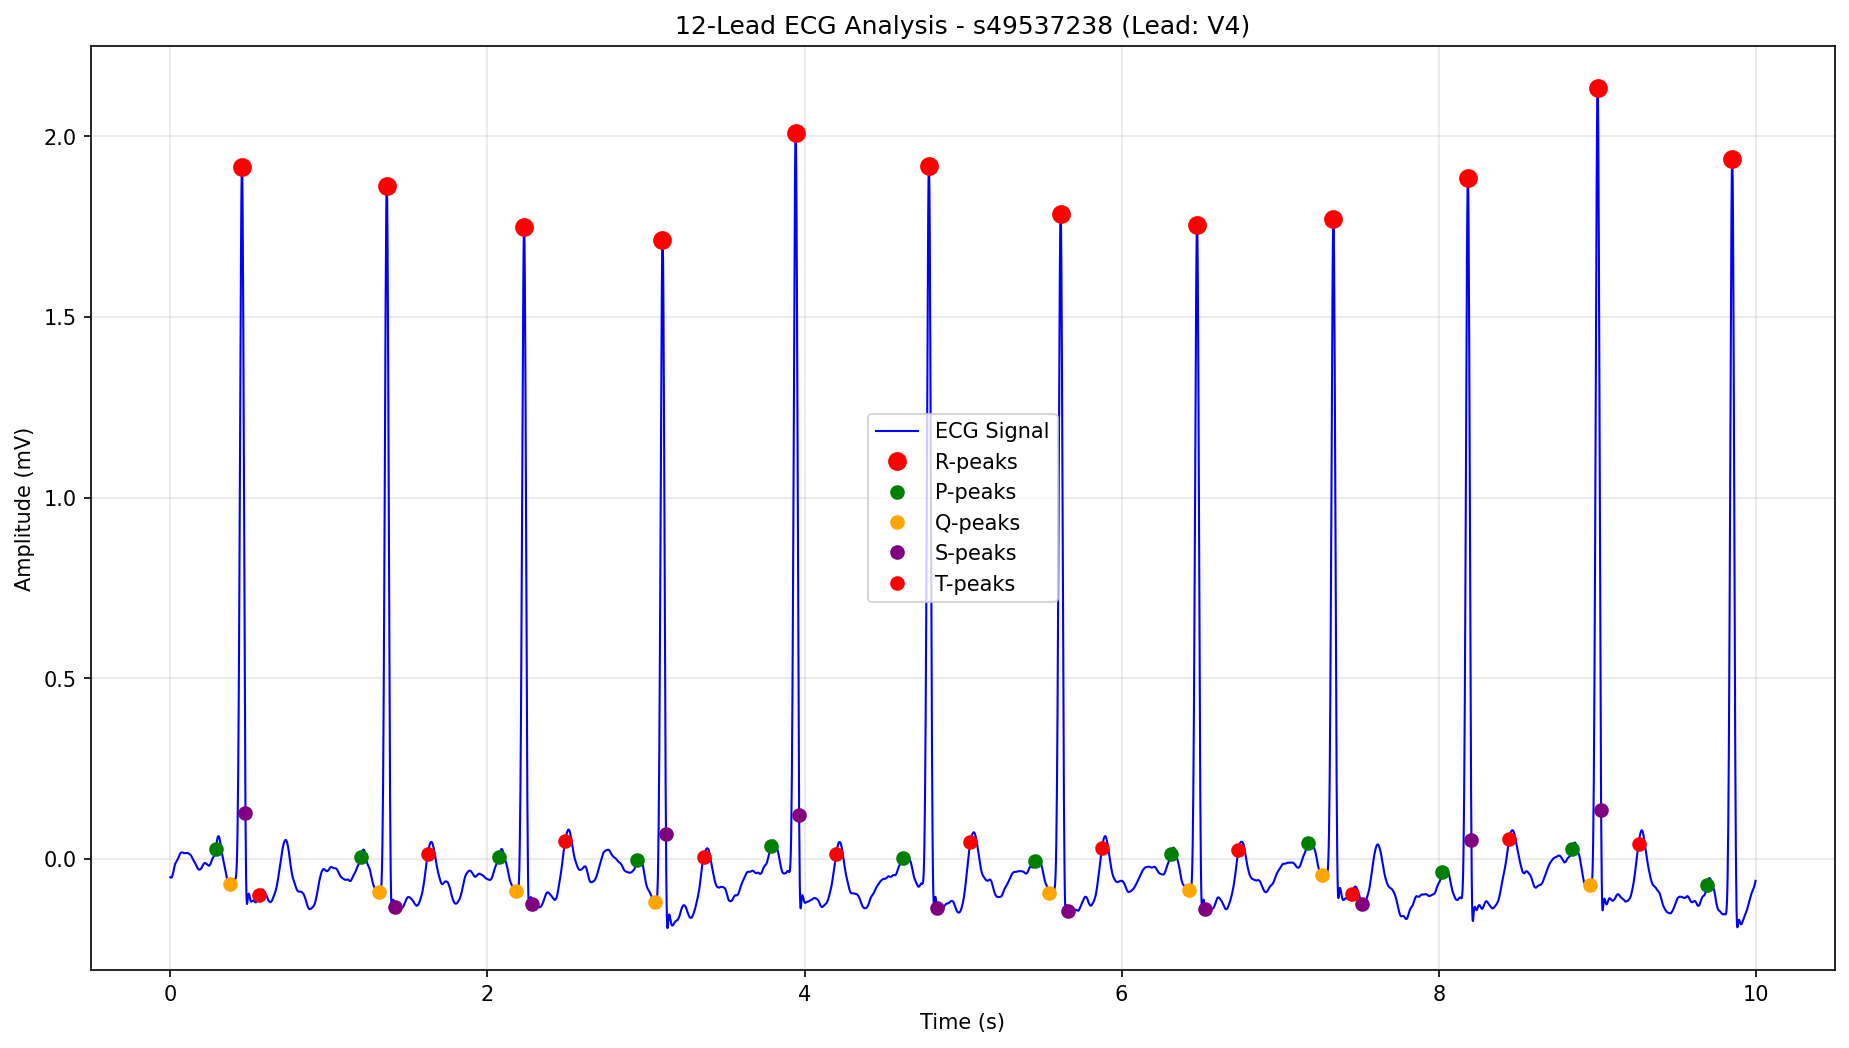 12-Lead ECG Analysis - s49537238 (Lead: V4)
Amplitude (mV)
2.0
1.5
1.0
0.5
0.0
ECG Signal
R-peaks
P-peaks
Q-peaks
S-peaks
T-peaks
0 2 4 6 8 10
Time (s)